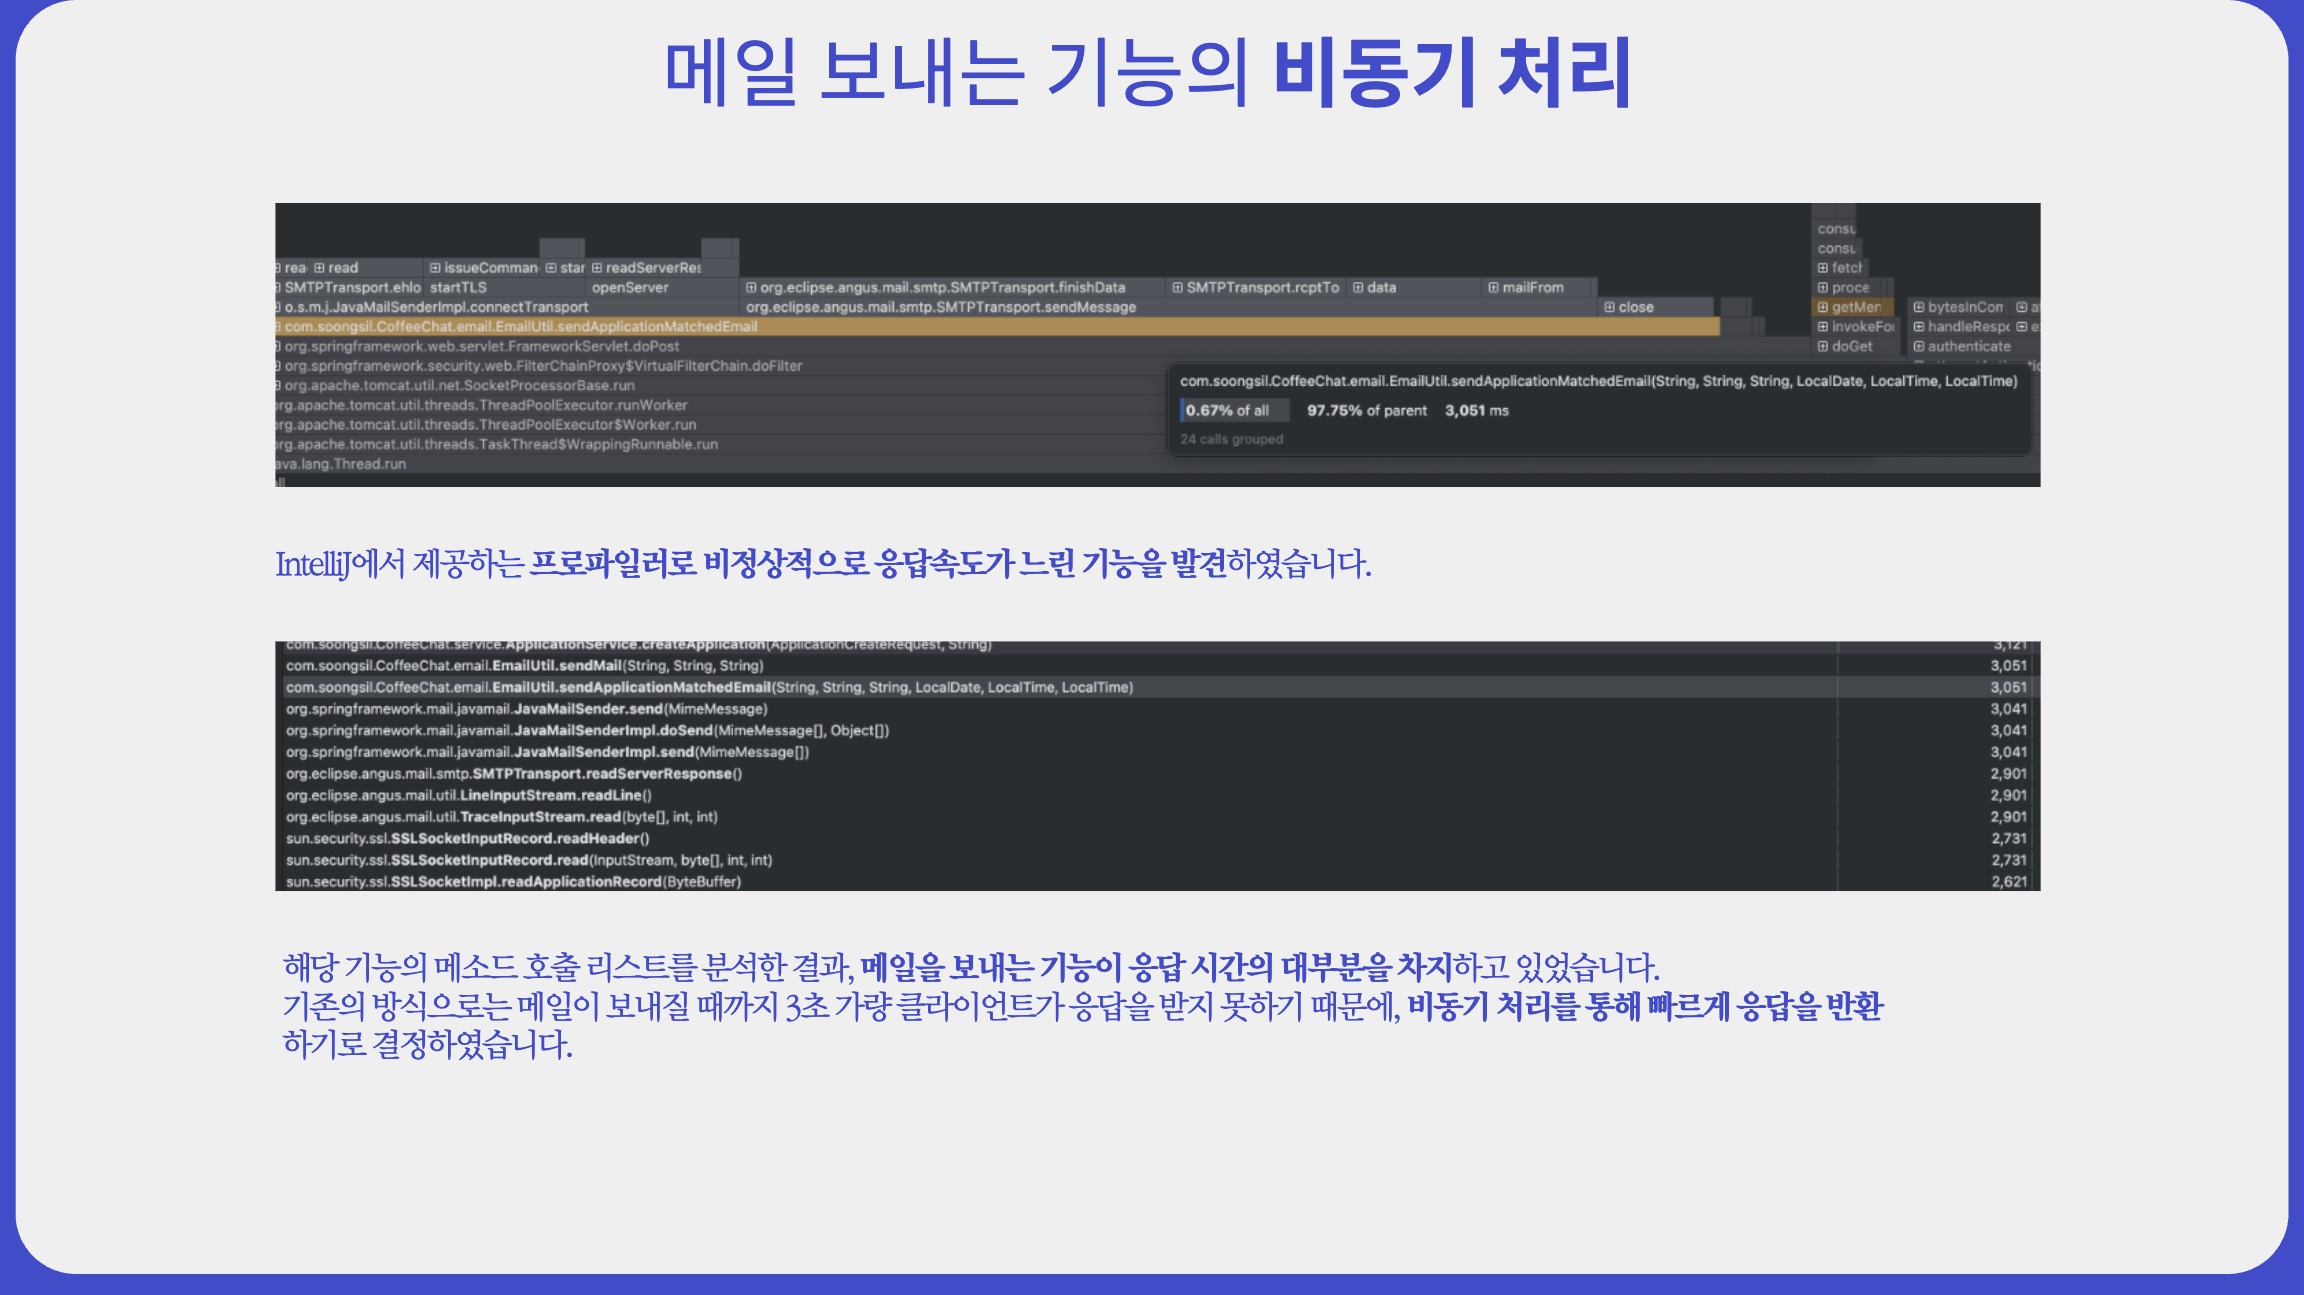 메일 보내는 기능의 비동기 처리
consu
consu
rea read issueComman star readServerRes fetch
SMTPTransport.ehlo startTLS openServer org.eclipse.angus.mail.smtp.SMTPTransport.finishData SMTPTransport.rcptTo data mailFrom proce
o.s.m.j.JavaMailSenderImpl.connectTransport org.eclipse.angus.mail.smtp.SMTPTransport.sendMessage close getMen bytesInCon
com.soongsil.CoffeeChat.email.EmailUtil.sendApplicationMatchedEmail invokeFo handleRespo
org.springframework.web.servlet.FrameworkServlet.doPost doGet authenticate
org.springframework.security.web.FilterChainProxy$VirtualFilterChain.doFilter
org.apache.tomcat.util.net.SocketProcessorBase.run
org.apache.tomcat.util.threads.ThreadPoolExecutor.runWorker
org.apache.tomcat.util.threads.ThreadPoolExecutor$Worker.run
org.apache.tomcat.util.threads.TaskThread$WrappingRunnable.run
ava.lang.Thread.run
com.soongsil.CoffeeChat.email.EmailUtil.sendApplicationMatchedEmail(String, String, String, LocalDate, LocalTime, LocalTime)
0.67% of all 97.75% of parent 3,051 ms
24 calls grouped
IntelliJ에서 제공하는 프로파일러로 비정상적으로 응답속도가 느린 기능을 발견하였습니다.
com.soongsil.CoffeeChat.service.ApplicationService.createApplication(ApplicationCreateRequest, String) 3,121
com.soongsil.CoffeeChat.email.EmailUtil.sendMail(String, String, String) 3,051
com.soongsil.CoffeeChat.email.EmailUtil.sendApplicationMatchedEmail(String, String, String, LocalDate, LocalTime, LocalTime) 3,051
org.springframework.mail.javamail.JavaMailSender.send(MimeMessage) 3,041
org.springframework.mail.javamail.JavaMailSenderImpl.doSend(MimeMessage[], Object[]) 3,041
org.springframework.mail.javamail.JavaMailSenderImpl.send(MimeMessage[]) 3,041
org.eclipse.angus.mail.smtp.SMTPTransport.readServerResponse() 2,901
org.eclipse.angus.mail.util.LineInputStream.readLine() 2,901
org.eclipse.angus.mail.util.TraceInputStream.read(byte[], int, int) 2,901
sun.security.ssl.SSLSocketInputRecord.readHeader() 2,731
sun.security.ssl.SSLSocketInputRecord.read(InputStream, byte[], int, int) 2,731
sun.security.ssl.SSLSocketImpl.readApplicationRecord(ByteBuffer) 2,621
해당 기능의 메소드 호출 리스트를 분석한 결과, 메일을 보내는 기능이 응답 시간의 대부분을 차지하고 있었습니다.
기존의 방식으로는 메일이 보내질 때까지 3초 가량 클라이언트가 응답을 받지 못하기 때문에, 비동기 처리를 통해 빠르게 응답을 반환
하기로 결정하였습니다.